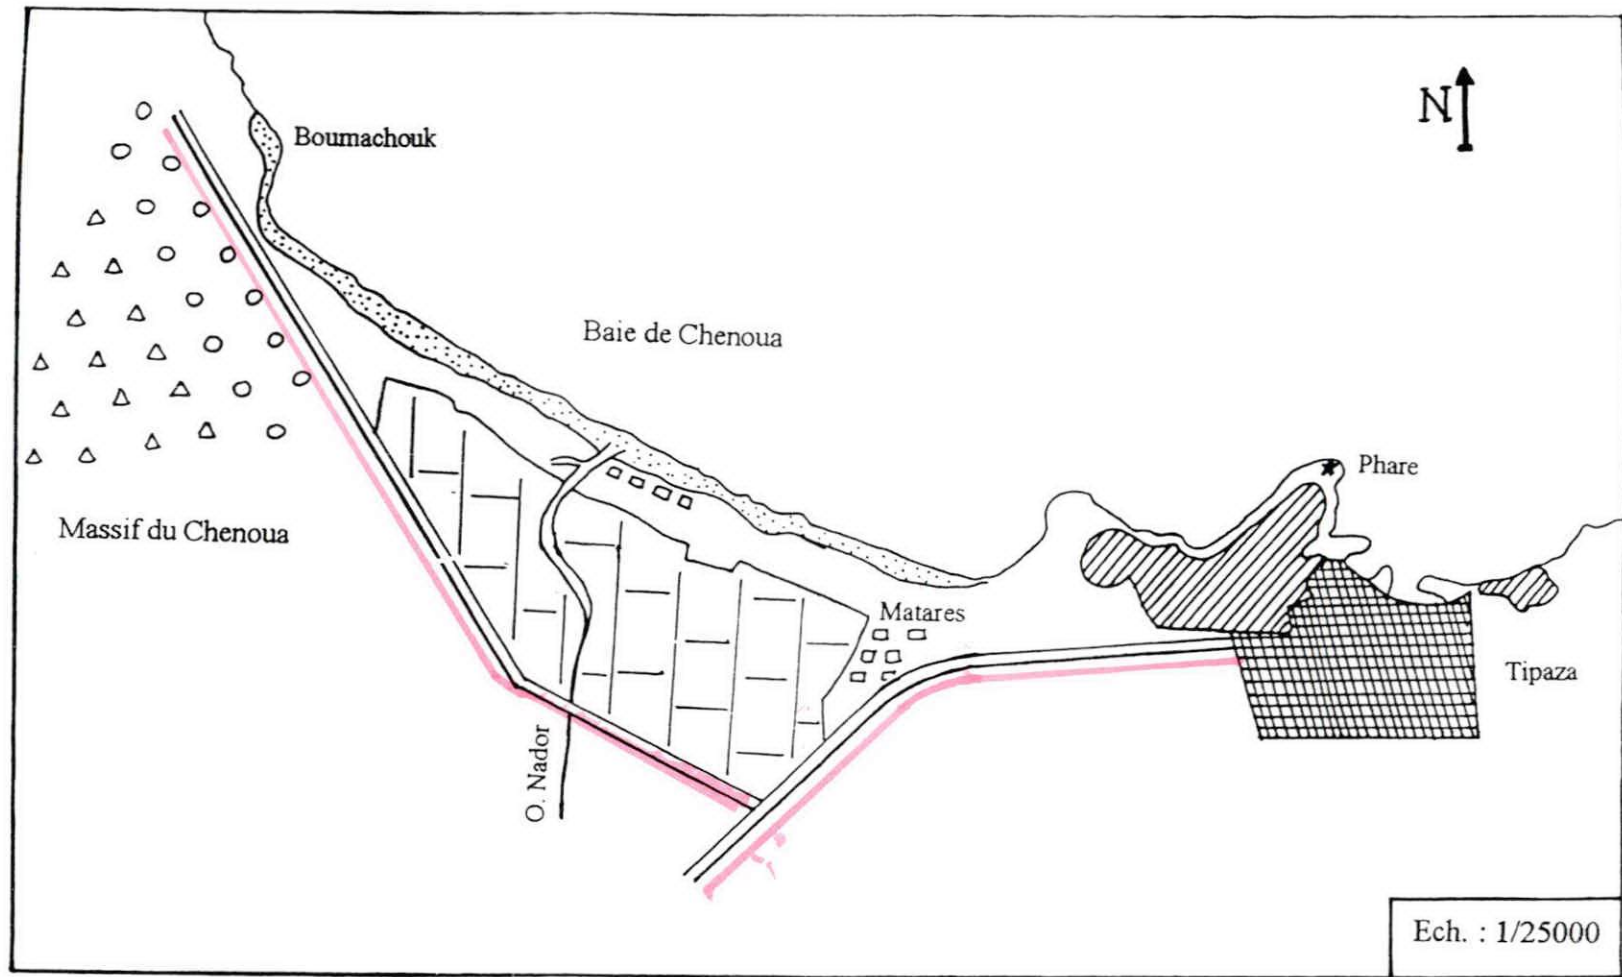 N
Boumachouk
Baie de Chenoua
Phare
Massif du Chenoua
Matares
Tipaza
O. Nador
Ech. : 1/25000